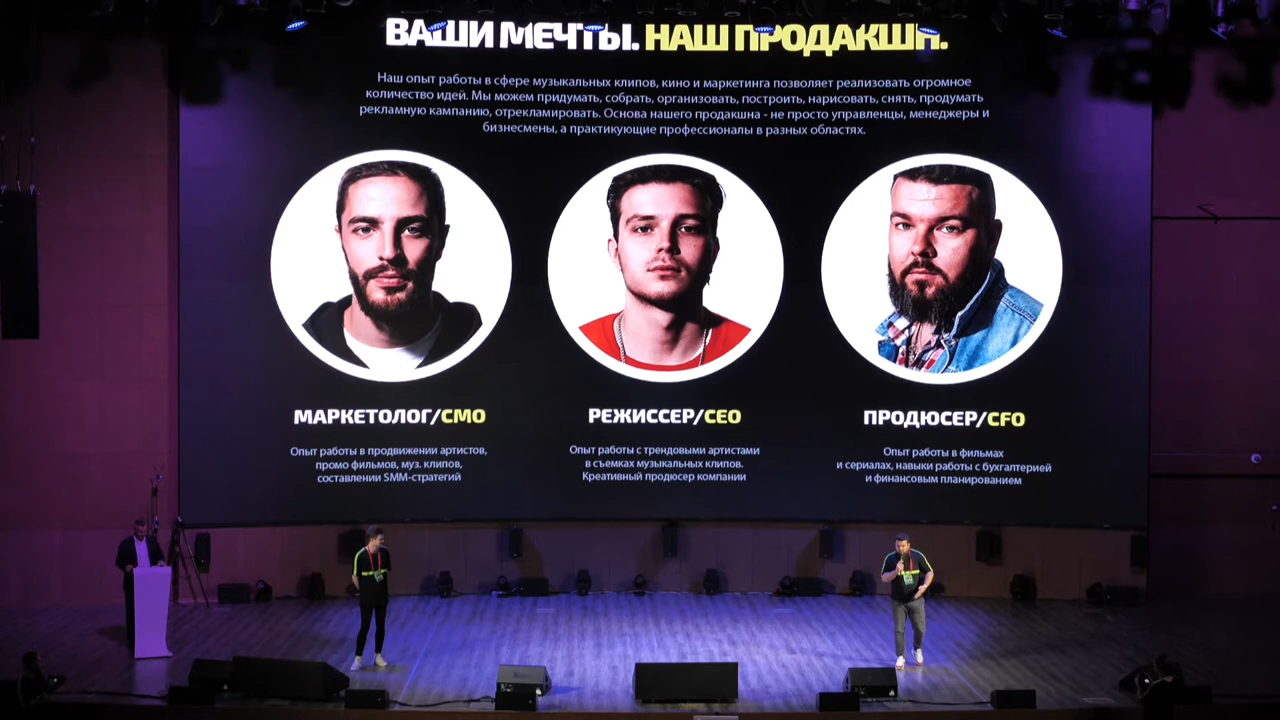 ВАШИ МЕЧТЫ. НАШ ПРОДАКШН.
Наш опыт работы в сфере музыкальных клипов, кино и маркетинга позволяет реализовать огромное
количество идей. Мы можем придумать, собрать, организовать, построить, нарисовать, снять, продумать
рекламную кампанию, отрекламировать. Основа нашего продакшна - не просто управленцы, менеджеры и
бизнесмены, а практикующие профессионалы в разных областях.
МАРКЕТОЛОГ/CMO
Опыт работы в продвижении артистов,
промо фильмов, муз. клипов,
составлении SMM-стратегий
РЕЖИССЕР/CEO
Опыт работы с трендовыми артистами
в съемках музыкальных клипов.
Креативный продюсер компании
ПРОДЮСЕР/CFO
Опыт работы в фильмах
и сериалах, навыки работы с бухгалтерией
и финансовым планированием